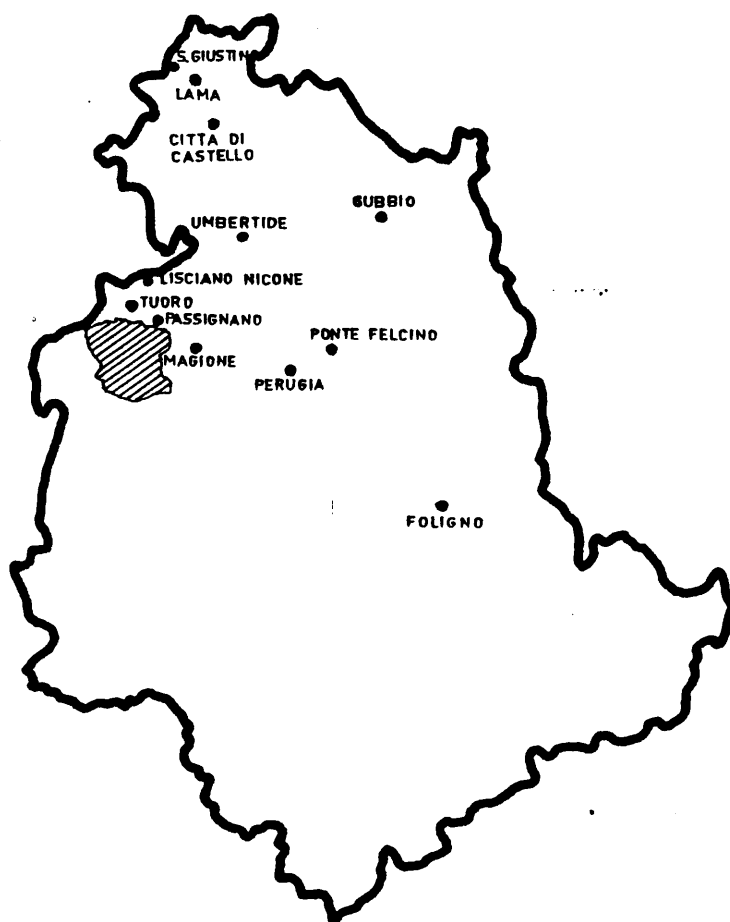 S.GIUSTINO
LAMA
CITTA DI
CASTELLO
GUBBIO
UMBERTIDE
LISCIANO NICONE
TUORO
PASSIGNANO
PONTE FELCINO
MAGIONE
PERUGIA
FOLIGNO